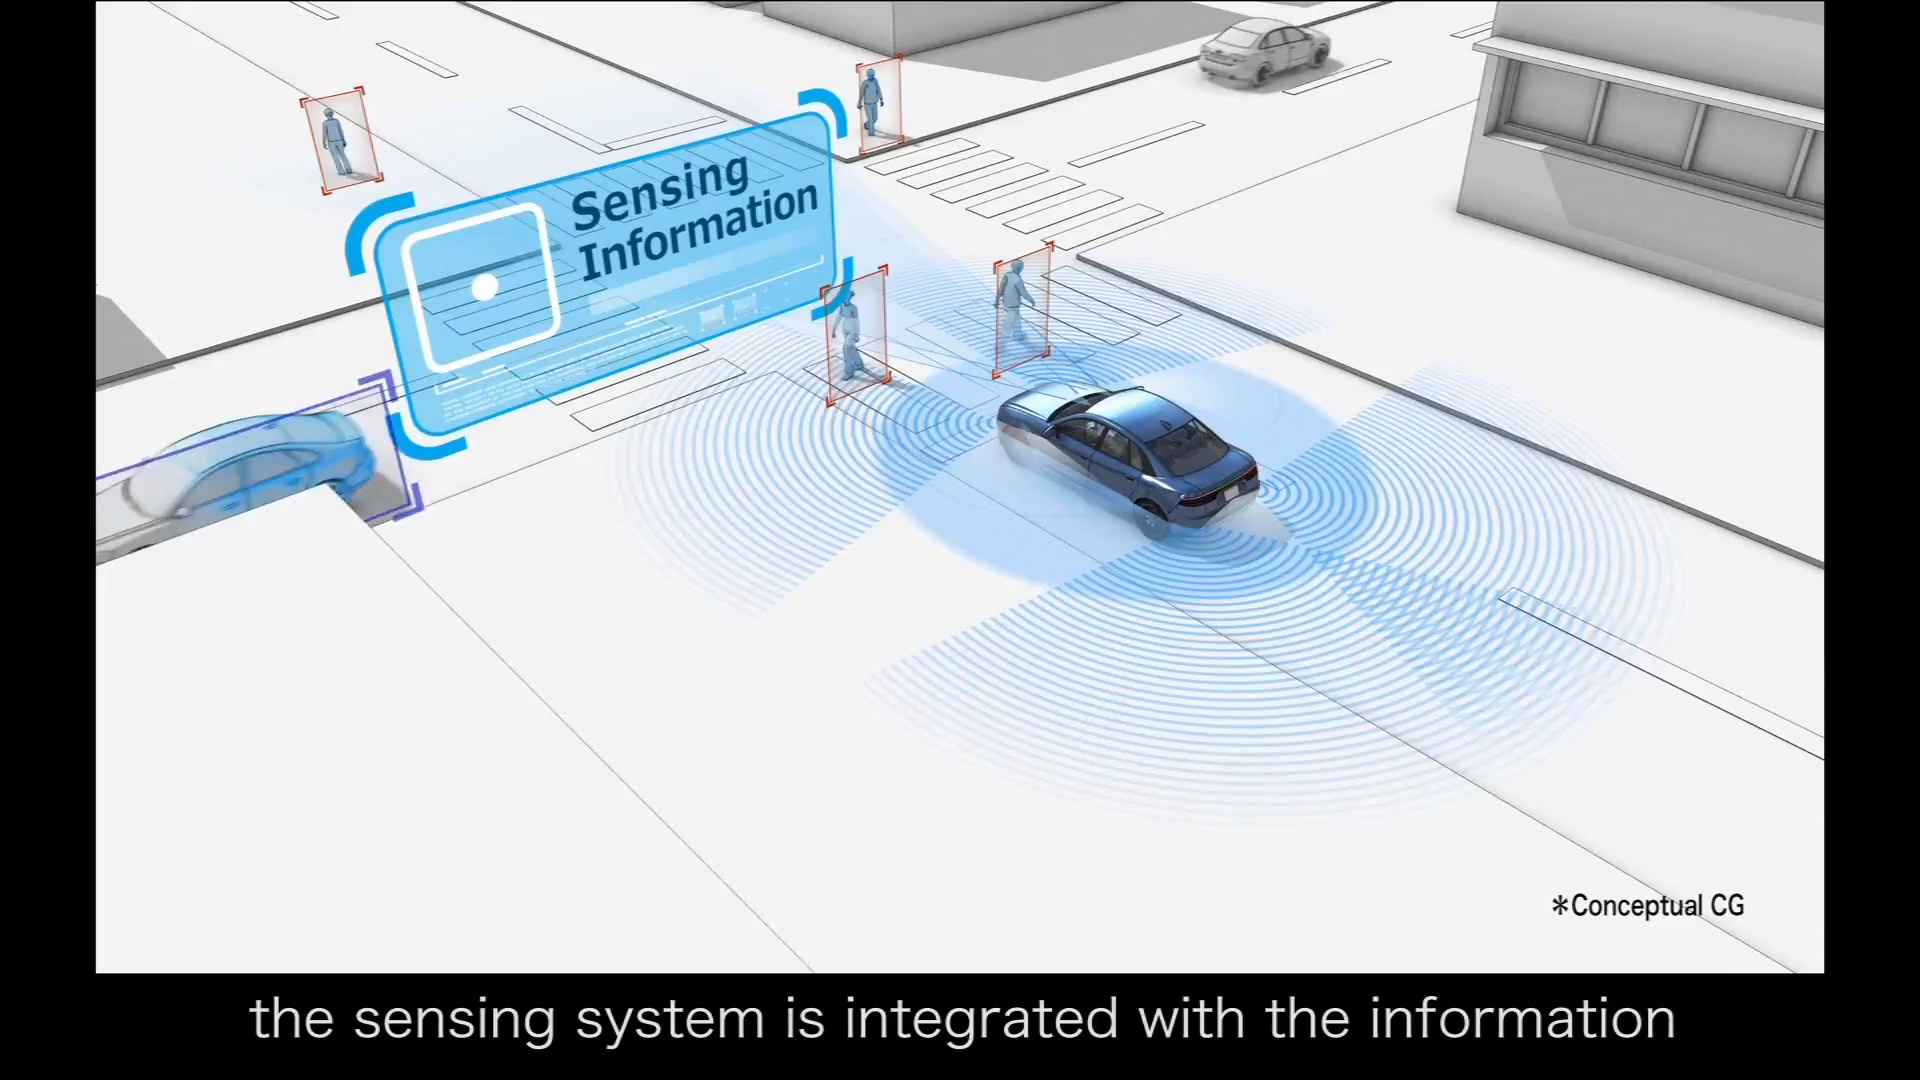 Sensing
Information
*Conceptual CG
the sensing system is integrated with the information